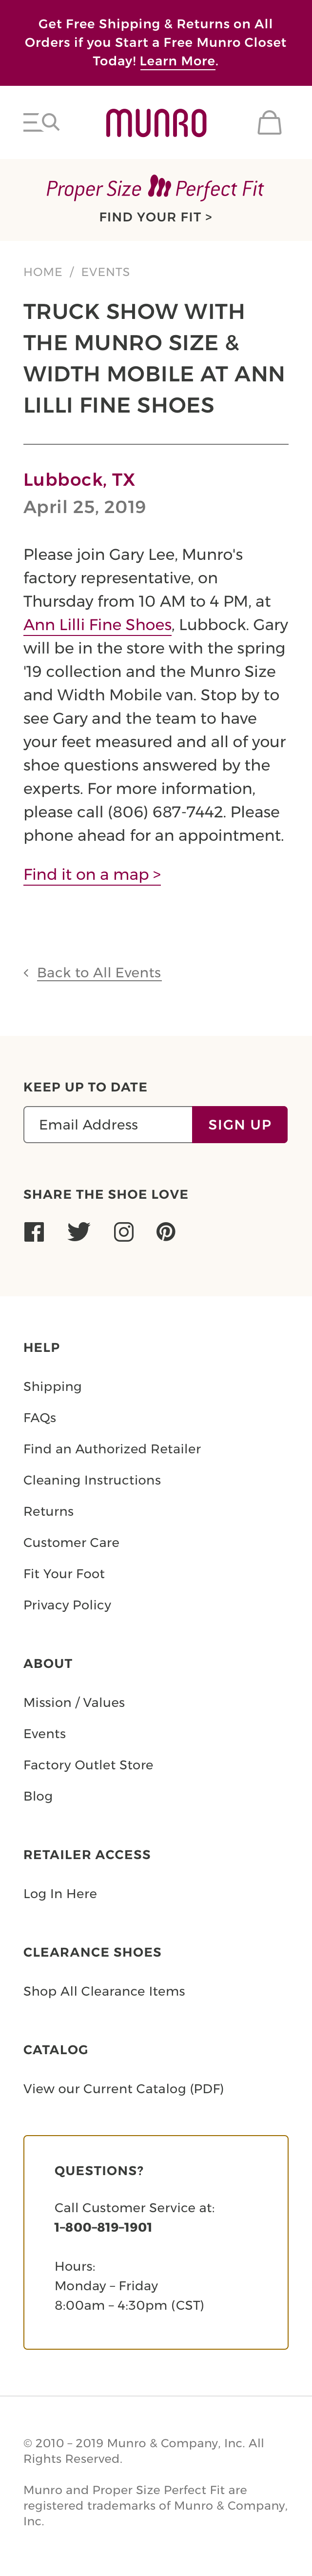 Get Free Shipping & Returns on All
Orders if you Start a Free Munro Closet
Today! Learn More.
MUNRO
Proper Size Perfect Fit
FIND YOUR FIT >
HOME / EVENTS
TRUCK SHOW WITH
THE MUNRO SIZE &
WIDTH MOBILE AT ANN
LILLI FINE SHOES
Lubbock, TX
April 25, 2019
Please join Gary Lee, Munro's
factory representative, on
Thursday from 10 AM to 4 PM, at
Ann Lilli Fine Shoes, Lubbock. Gary
will be in the store with the spring
'19 collection and the Munro Size
and Width Mobile van. Stop by to
see Gary and the team to have
your feet measured and all of your
shoe questions answered by the
experts. For more information,
please call (806) 687-7442. Please
phone ahead for an appointment.
Find it on a map >
‹ Back to All Events
KEEP UP TO DATE
Email Address
SIGN UP
SHARE THE SHOE LOVE
HELP
Shipping
FAQs
Find an Authorized Retailer
Cleaning Instructions
Returns
Customer Care
Fit Your Foot
Privacy Policy
ABOUT
Mission / Values
Events
Factory Outlet Store
Blog
RETAILER ACCESS
Log In Here
CLEARANCE SHOES
Shop All Clearance Items
CATALOG
View our Current Catalog (PDF)
QUESTIONS?
Call Customer Service at:
1–800–819–1901
Hours:
Monday – Friday
8:00am – 4:30pm (CST)
© 2010 – 2019 Munro & Company, Inc. All
Rights Reserved.
Munro and Proper Size Perfect Fit are
registered trademarks of Munro & Company,
Inc.